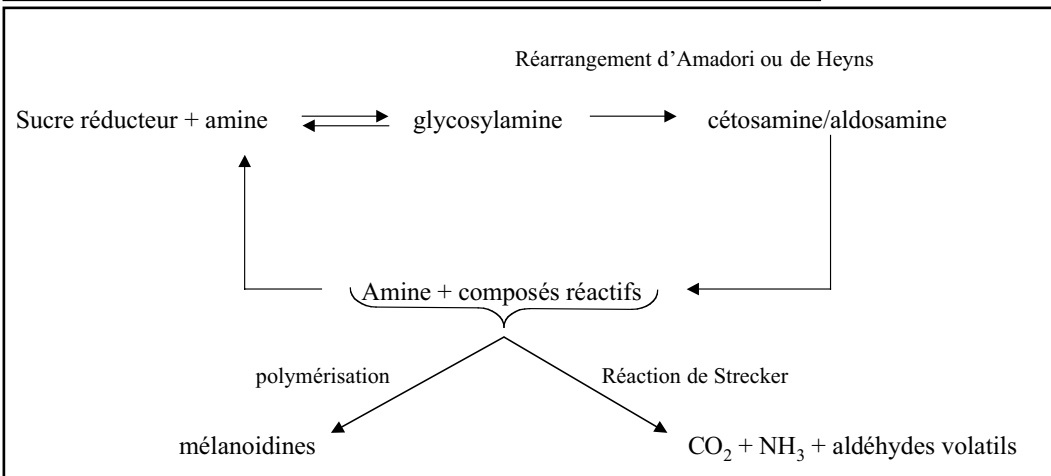 Réarrangement d'Amadori ou de Heyns
Sucre réducteur + amine glycosylamine cétosamine/aldosamine
Amine + composés réactifs
polymérisation Réaction de Strecker
mélanoidines CO2 + NH3 + aldéhydes volatils